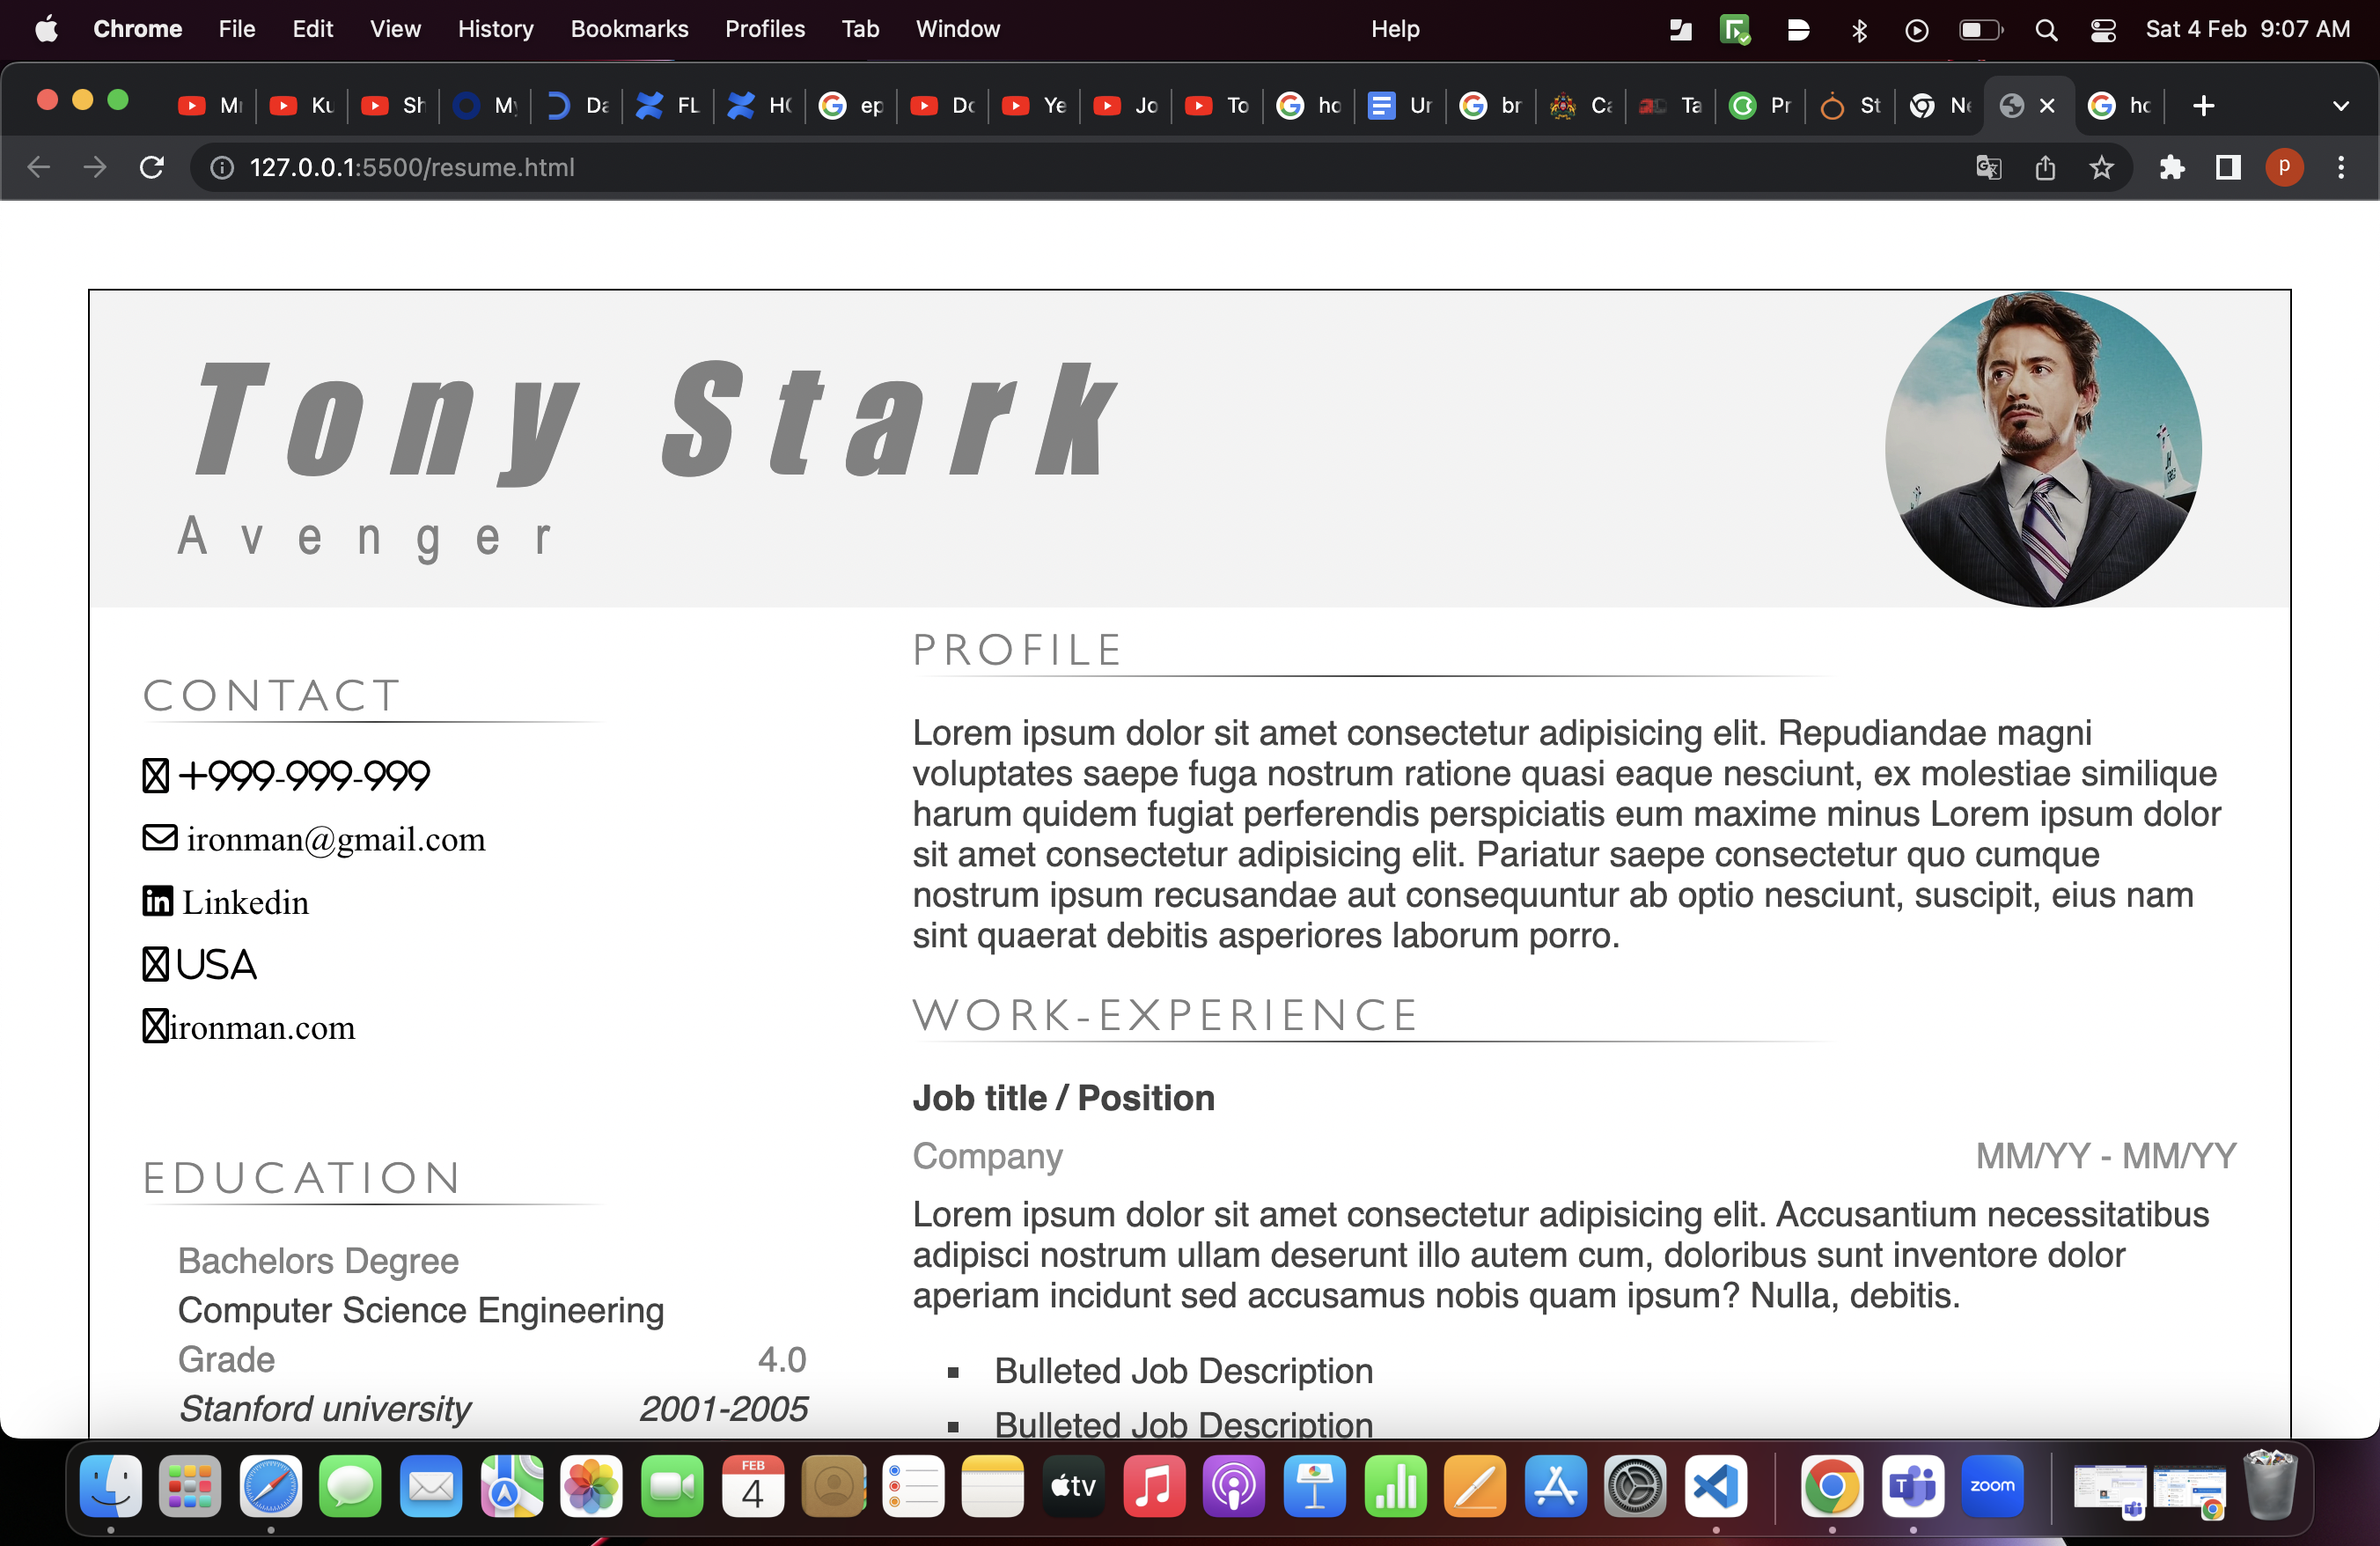 Chrome File Edit View History Bookmarks Profiles Tab Window Help Sat 4 Feb 9:07 AM
Mr Ku Sh My Da FL HO ep Do Ye Jo To ho Ur br Ca Ta Pr St Ne ho
127.0.0.1:5500/resume.html
p
Tony Stark
Avenger
CONTACT
+999-999-999
ironman@gmail.com
in Linkedin
USA
ironman.com
EDUCATION
Bachelors Degree
Computer Science Engineering
Grade 4.0
Stanford university 2001-2005
PROFILE
Lorem ipsum dolor sit amet consectetur adipisicing elit. Repudiandae magni
voluptates saepe fuga nostrum ratione quasi eaque nesciunt, ex molestiae similique
harum quidem fugiat perferendis perspiciatis eum maxime minus Lorem ipsum dolor
sit amet consectetur adipisicing elit. Pariatur saepe consectetur quo cumque
nostrum ipsum recusandae aut consequuntur ab optio nesciunt, suscipit, eius nam
sint quaerat debitis asperiores laborum porro.
WORK-EXPERIENCE
Job title / Position
Company MM/YY - MM/YY
Lorem ipsum dolor sit amet consectetur adipisicing elit. Accusantium necessitatibus
adipisci nostrum ullam deserunt illo autem cum, doloribus sunt inventore dolor
aperiam incidunt sed accusamus nobis quam ipsum? Nulla, debitis.
▪ Bulleted Job Description
▪ Bulleted Job Description
FEB
4
tv
zoom